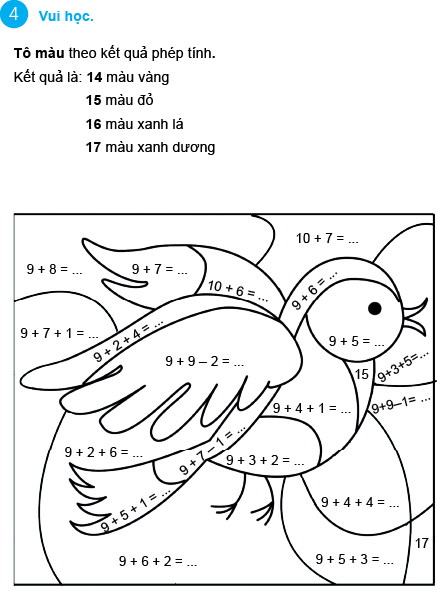 4 Vui học.
Tô màu theo kết quả phép tính.
Kết quả là: 14 màu vàng
15 màu đỏ
16 màu xanh lá
17 màu xanh dương
10 + 7 = ...
9 + 8 = ...
9 + 7 = ...
10 + 6 = ...
9 + 6 = ...
9 + 7 + 1 = ...
9 + 2 + 4 = ...
9 + 5 = ...
9 + 9 – 2 = ...
15
9+3+5=...
9+9–1= ...
9 + 4 + 1 = ...
9 + 2 + 6 = ...
9 + 7 – 1 = ...
9 + 3 + 2 = ...
9 + 5 + 1 = ...
9 + 4 + 4 = ...
17
9 + 6 + 2 = ...
9 + 5 + 3 = ...